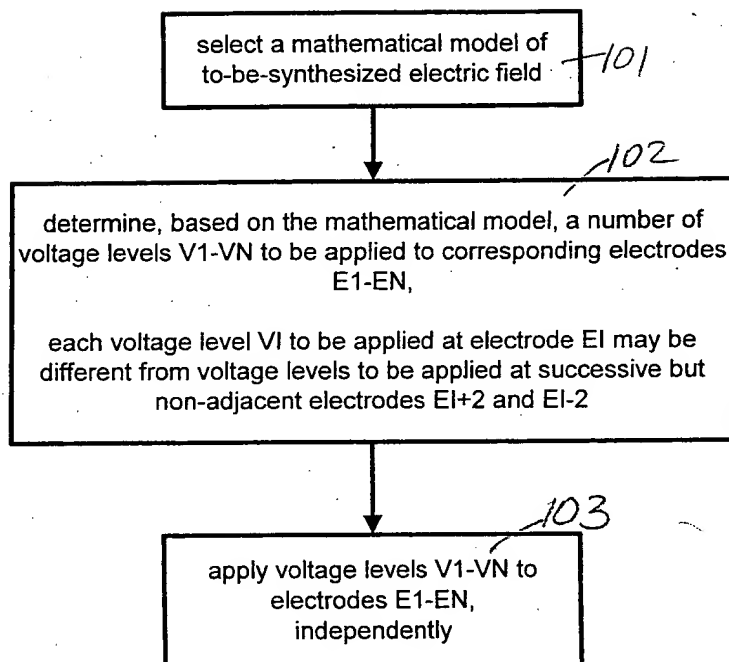 select a mathematical model of
to-be-synthesized electric field
101
102
determine, based on the mathematical model, a number of
voltage levels V1-VN to be applied to corresponding electrodes
E1-EN,
each voltage level VI to be applied at electrode EI may be
different from voltage levels to be applied at successive but
non-adjacent electrodes EI+2 and EI-2
103
apply voltage levels V1-VN to
electrodes E1-EN,
independently